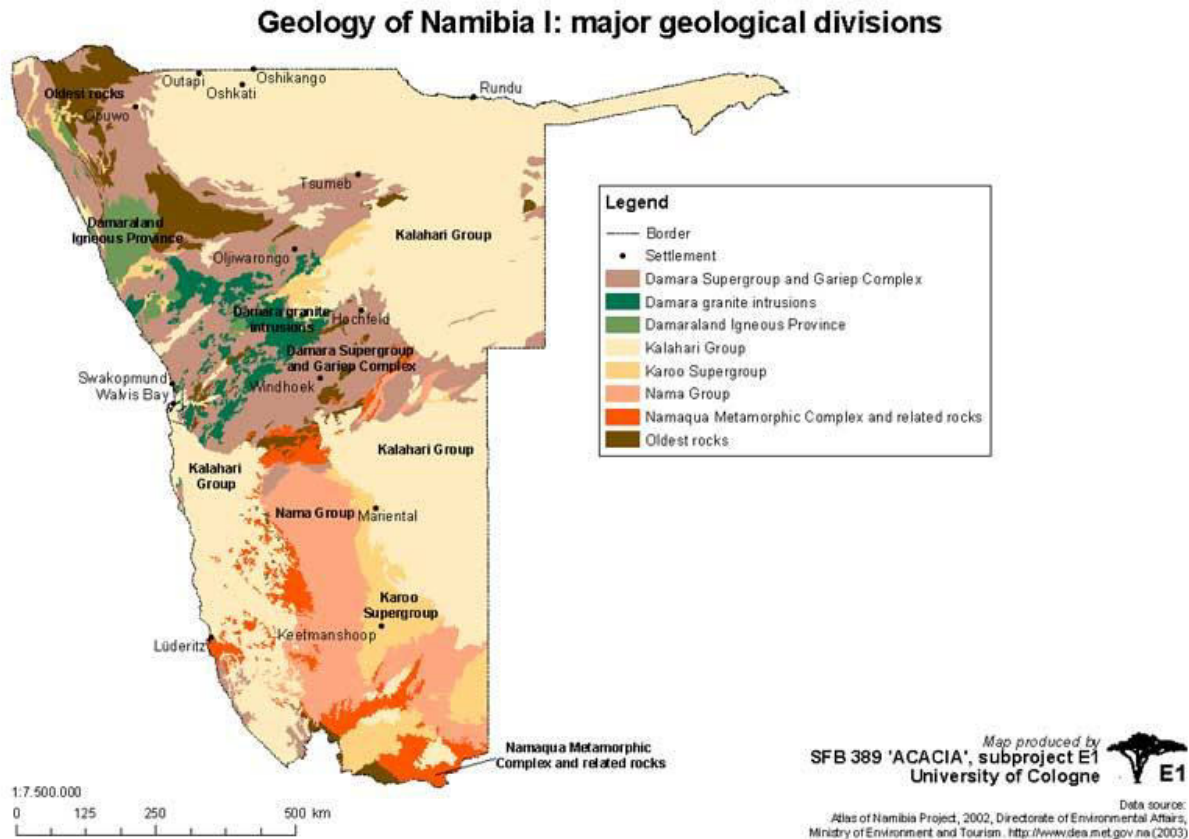 Geology of Namibia I: major geological divisions
Outapi
Oshikango
Oshkati
Rundu
Oldest rocks
Opuwo
Tsumeb
Damaraland
Igneous Province
Kalahari Group
Oljiwarongo
Damara granite
intrusions
Hochfeld
Damara Supergroup
and Gariep Complex
Windhoek
Swakopmund
Walvis Bay
Kalahari
Group
Kalahari Group
Nama Group
Mariental
Karoo
Supergroup
Keetmanshoop
Lüderitz
Namaqua Metamorphic
Complex and related rocks
Legend
Border
Settlement
Damara Supergroup and Gariep Complex
Damara granite intrusions
Damaraland Igneous Province
Kalahari Group
Karoo Supergroup
Nama Group
Namaqua Metamorphic Complex and related rocks
Oldest rocks
1:7.500.000
0 125 250 500 km
Map produced by
SFB 389 'ACACIA', subproject E1
University of Cologne
E1
Data source:
Atlas of Namibia Project, 2002, Directorate of Environmental Affairs,
Ministry of Environment and Tourism. http://www.dea.met.gov.na (2003)